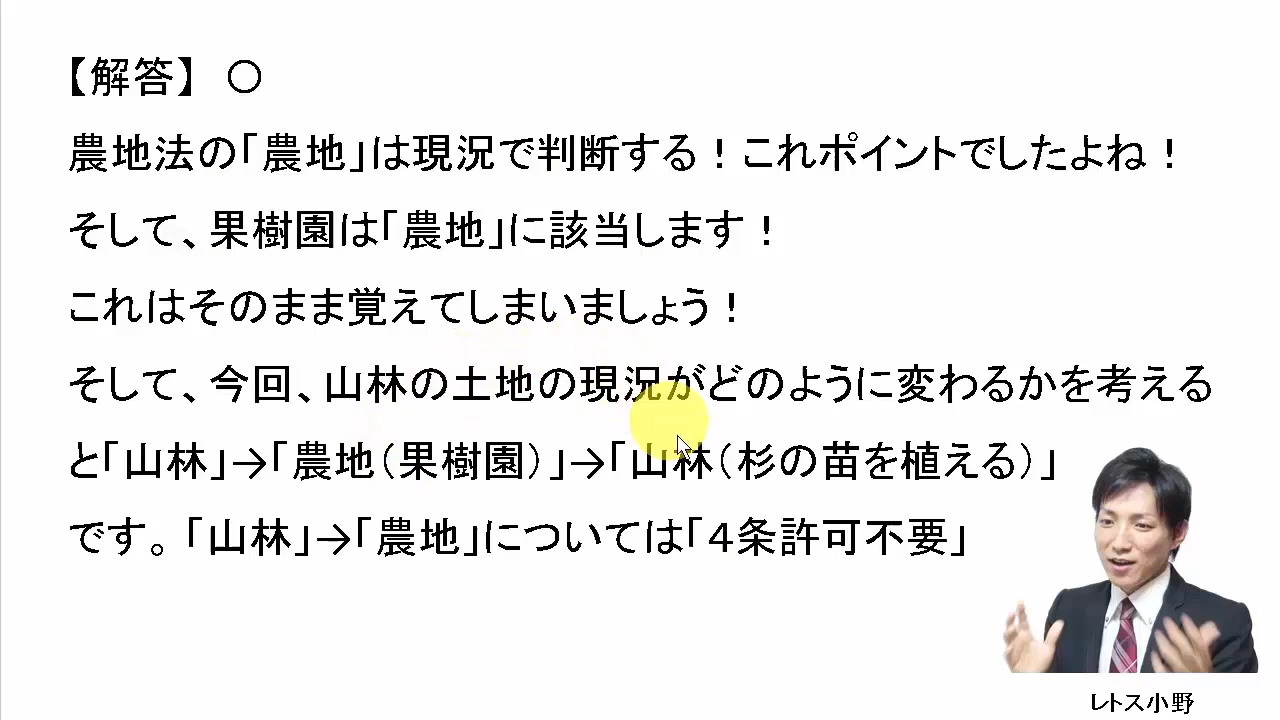 【解答】 ○
農地法の「農地」は現況で判断する！これポイントでしたよね！
そして、果樹園は「農地」に該当します！
これはそのまま覚えてしまいましょう！
そして、今回、山林の土地の現況がどのように変わるかを考える
と「山林」→「農地（果樹園）」→「山林（杉の苗を植える）」
です。「山林」→「農地」については「４条許可不要」
レトス小野